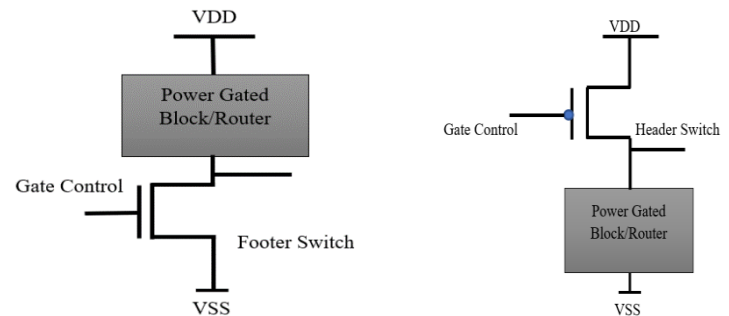 VDD
Power Gated
Block/Router
Gate Control
Footer Switch
VSS
VDD
Gate Control
Header Switch
Power Gated
Block/Router
VSS